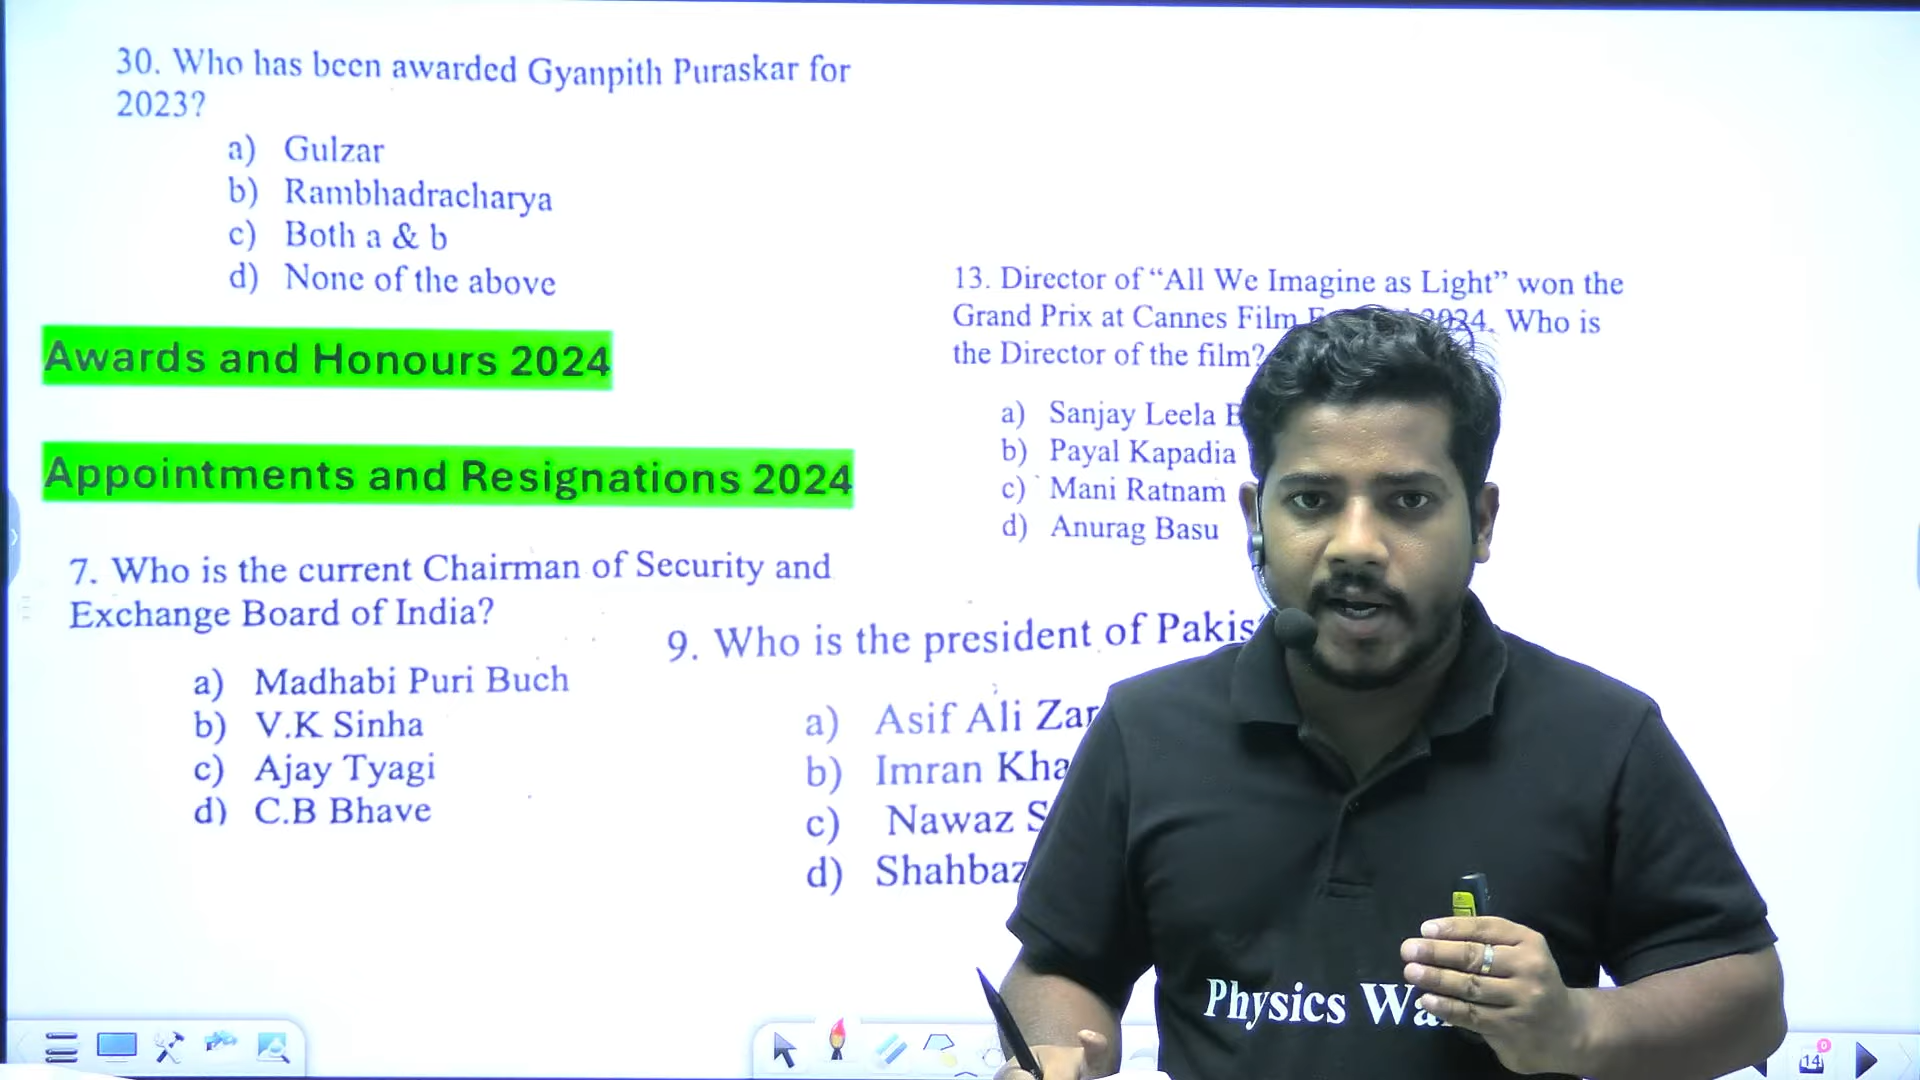 30. Who has been awarded Gyanpith Puraskar for
2023?
a) Gulzar
b) Rambhadracharya
c) Both a & b
d) None of the above
Awards and Honours 2024
Appointments and Resignations 2024
7. Who is the current Chairman of Security and
Exchange Board of India?
a) Madhabi Puri Buch
b) V.K Sinha
c) Ajay Tyagi
d) C.B Bhave
13. Director of “All We Imagine as Light” won the
Grand Prix at Cannes Film 2024. Who is
the Director of the film?
a) Sanjay Leela
b) Payal Kapadia
c) Mani Ratnam
d) Anurag Basu
9. Who is the president of
a) Asif Ali
b) Imran
c) Nawaz
d) Shahbaz
Physics
14
0